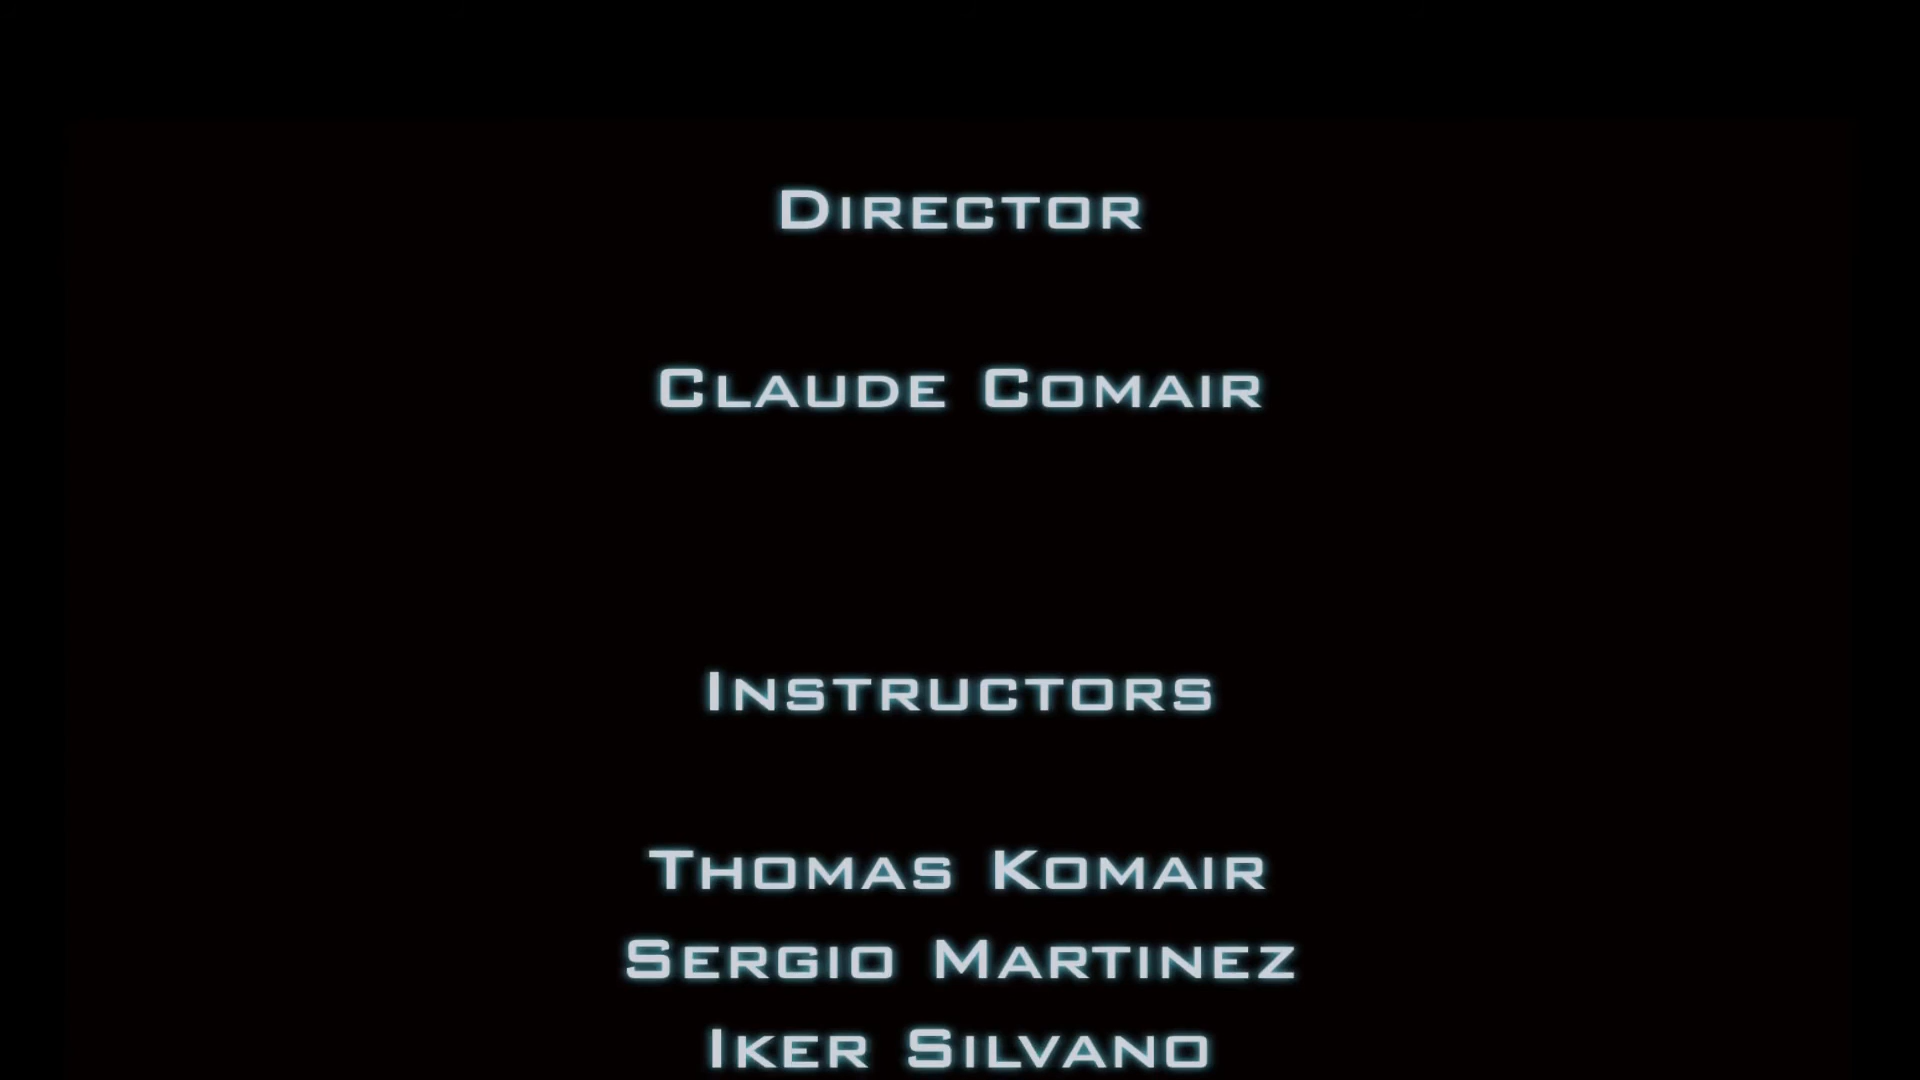 Director
Claude Comair
Instructors
Thomas Komair
Sergio Martinez
Iker Silvano